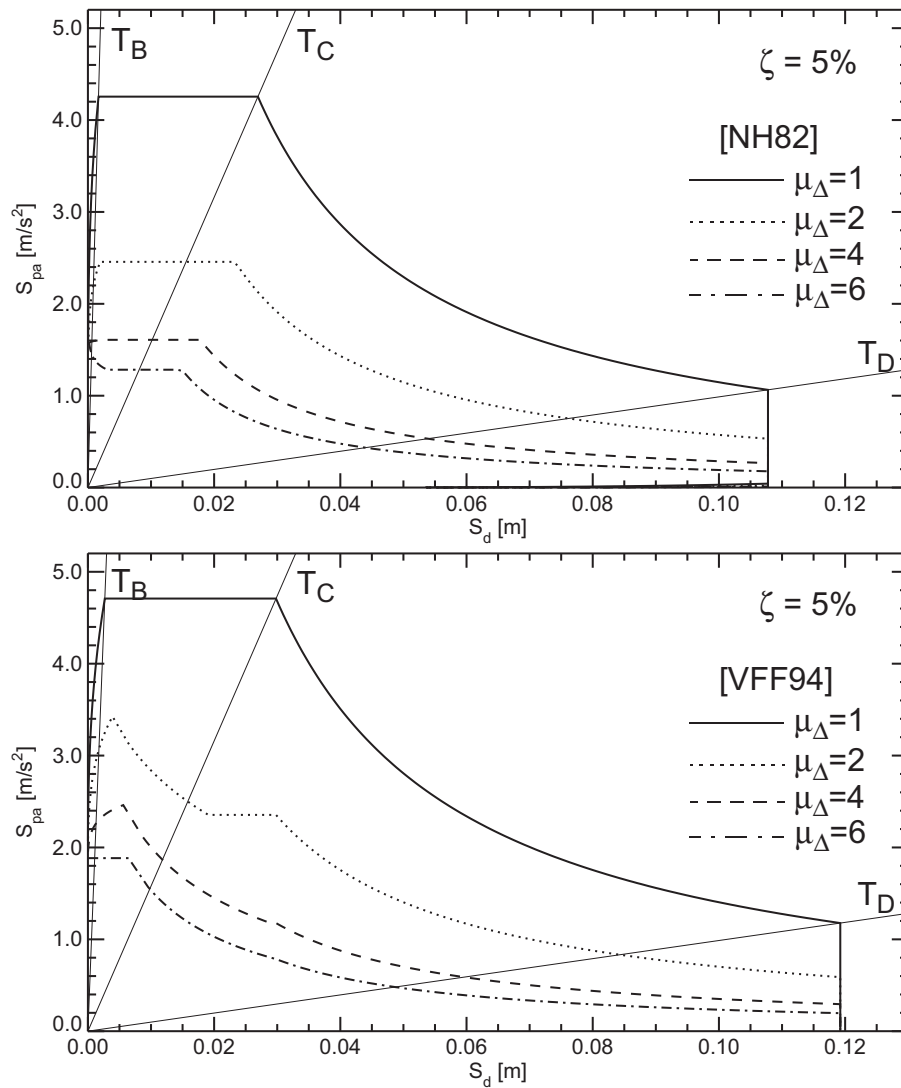 5.0
T_B
T_C
ζ = 5%
4.0
[NH82]
μ_Δ=1
3.0
μ_Δ=2
S_pa [m/s²]
μ_Δ=4
2.0
μ_Δ=6
T_D
1.0
0.0
0.00 0.02 0.04 0.06 0.08 0.10 0.12
S_d [m]
5.0
T_B
T_C
ζ = 5%
4.0
[VFF94]
μ_Δ=1
3.0
μ_Δ=2
S_pa [m/s²]
μ_Δ=4
2.0
μ_Δ=6
T_D
1.0
0.0
0.00 0.02 0.04 0.06 0.08 0.10 0.12
S_d [m]